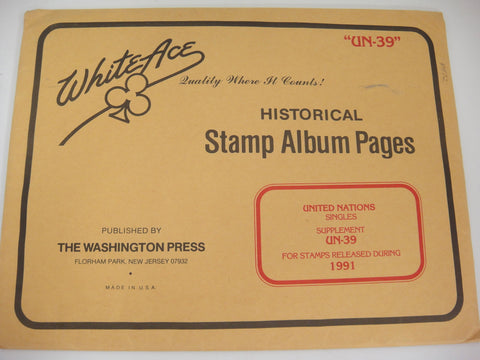 "UN-39"
White Ace
Quality Where It Counts!
HISTORICAL
Stamp Album Pages
UNITED NATIONS
SINGLES
SUPPLEMENT
UN-39
FOR STAMPS RELEASED DURING
1991
PUBLISHED BY
THE WASHINGTON PRESS
FLORHAM PARK, NEW JERSEY 07932
•
MADE IN U.S.A.